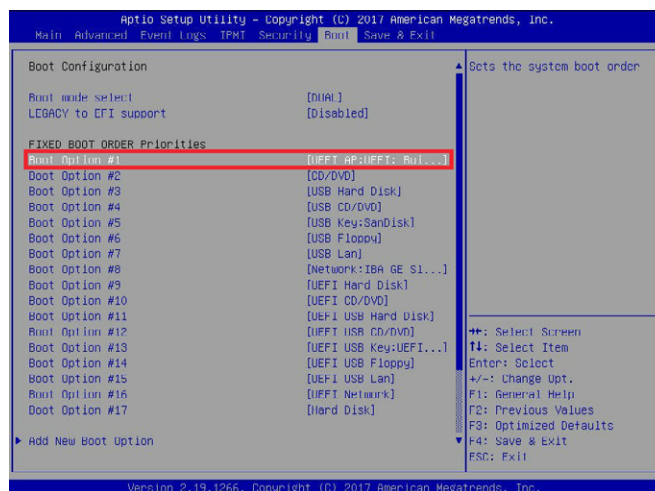 Aptio Setup Utility – Copyright (C) 2017 American Megatrends, Inc.
Main Advanced Event Logs IPMI Security Boot Save & Exit
Boot Configuration
Boot mode select [DUAL]
LEGACY to EFI support [Disabled]
FIXED BOOT ORDER Priorities
Boot Option #1 [UEFI AP:UEFI: Bui...]
Boot Option #2 [CD/DVD]
Boot Option #3 [USB Hard Disk]
Boot Option #4 [USB CD/DVD]
Boot Option #5 [USB Key:SanDisk]
Boot Option #6 [USB Floppy]
Boot Option #7 [USB Lan]
Boot Option #8 [Network:IBA GE Sl...]
Boot Option #9 [UEFI Hard Disk]
Boot Option #10 [UEFI CD/DVD]
Boot Option #11 [UEFI USB Hard Disk]
Boot Option #12 [UEFI USB CD/DVD]
Boot Option #13 [UEFI USB Key:UEFI...]
Boot Option #14 [UEFI USB Floppy]
Boot Option #15 [UEFI USB Lan]
Boot Option #16 [UEFI Network]
Boot Option #17 [Hard Disk]
Add New Boot Option
Sets the system boot order
→←: Select Screen
↑↓: Select Item
Enter: Select
+/-: Change Opt.
F1: General Help
F2: Previous Values
F3: Optimized Defaults
F4: Save & Exit
ESC: Exit
Version 2.19.1266. Copyright (C) 2017 American Megatrends, Inc.